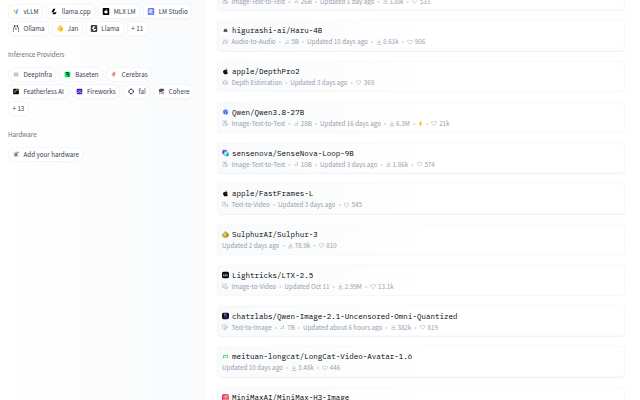 vLLM llama.cpp MLX LM LM Studio
Ollama Jan Llama + 11
Inference Providers
DeepInfra Baseten Cerebras
Featherless AI Fireworks fal Cohere
+ 13
Hardware
Add your hardware
higurashi-ai/Haru-4B
Audio-to-Audio • 5B • Updated 10 days ago • 8.63k • 906
apple/DepthPro2
Depth Estimation • Updated 3 days ago • 369
Qwen/Qwen3.8-27B
Image-Text-to-Text • 28B • Updated 16 days ago • 6.3M • 21k
sensenova/SenseNova-Loop-9B
Image-Text-to-Text • 10B • Updated 3 days ago • 1.86k • 574
apple/FastFrames-L
Text-to-Video • Updated 3 days ago • 545
SulphurAI/Sulphur-3
Updated 2 days ago • 78.9k • 810
Lightricks/LTX-2.5
Image-to-Video • Updated Oct 11 • 2.99M • 13.1k
chatzlabs/Qwen-Image-2.1-Uncensored-Omni-Quantized
Text-to-Image • 7B • Updated about 6 hours ago • 382k • 819
meituan-longcat/LongCat-Video-Avatar-1.6
Updated 10 days ago • 3.48k • 446
MiniMaxAI/MiniMax-H3-Image